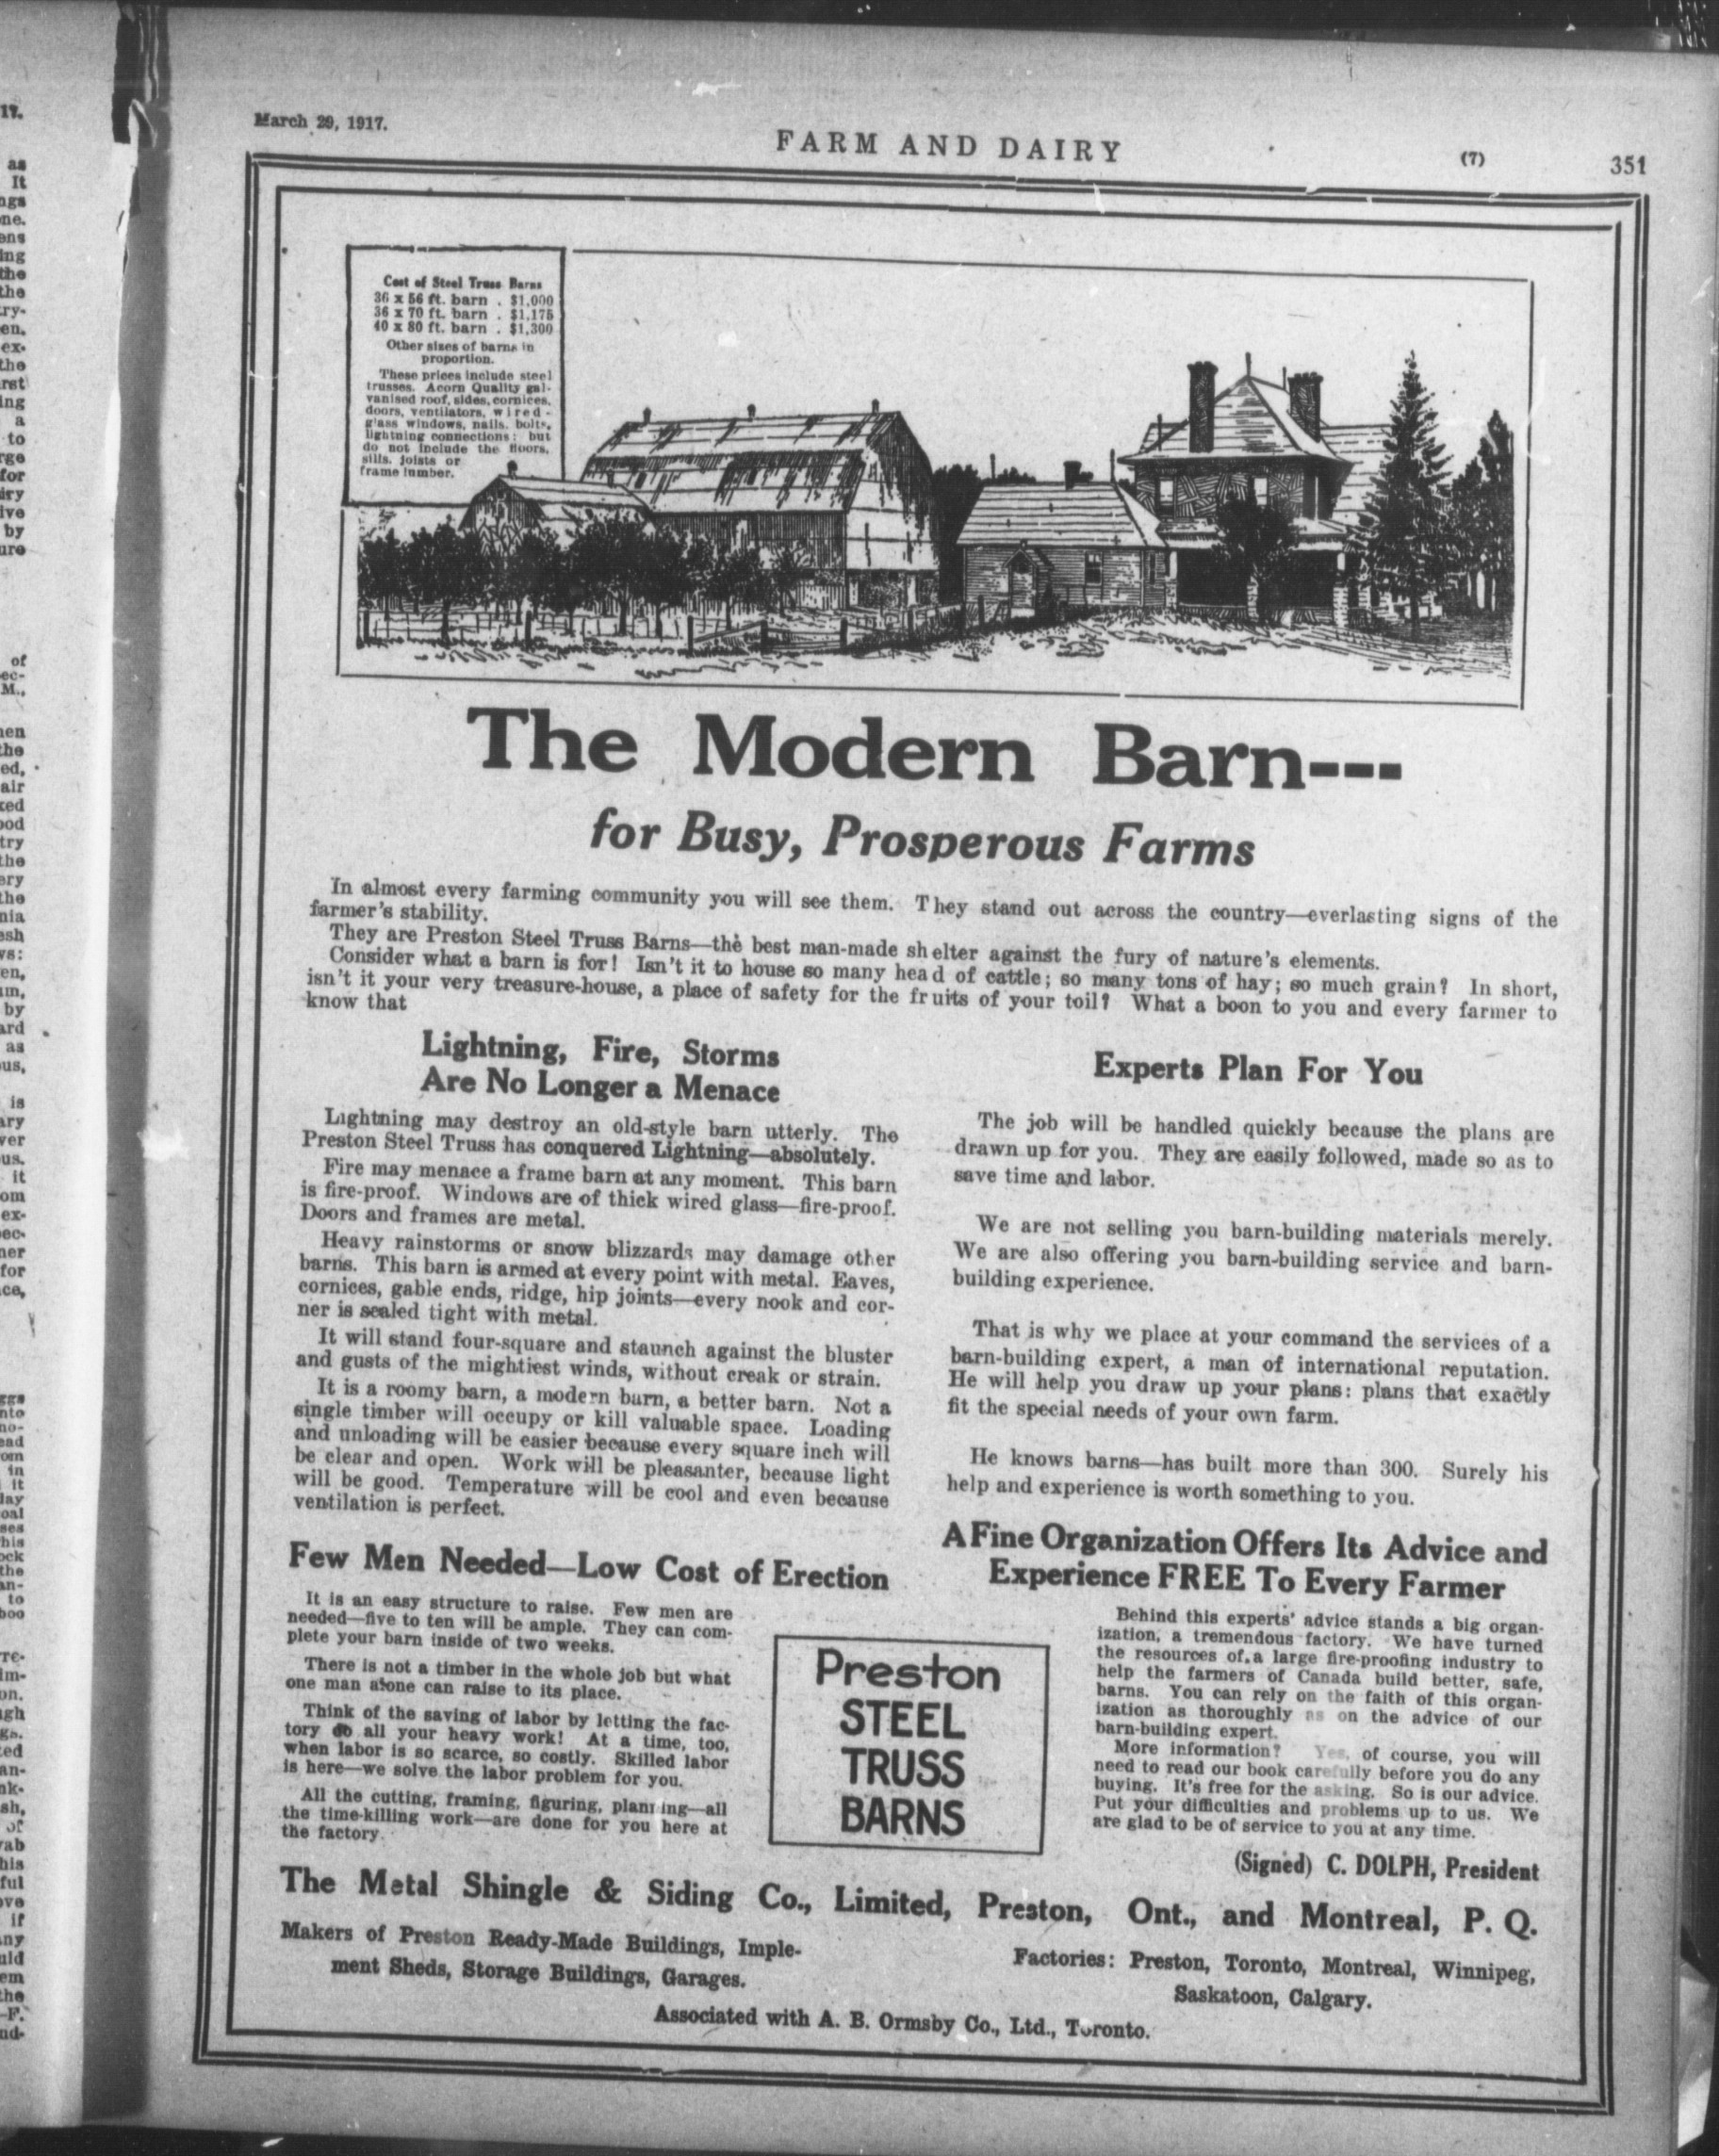 March 29, 1917.
FARM AND DAIRY
(7)
351
Cost of Steel Truss Barns
36 x 56 ft. barn . $1,000
36 x 70 ft. barn . $1,175
40 x 80 ft. barn . $1,300
Other sizes of barns in
proportion.
These prices include steel
trusses. Acorn Quality gal-
vanised roof, sides, cornices,
doors, ventilators, wired-
glass windows, nails, bolts,
lightning connections; but
do not include the floors,
sills, joists or
frame lumber.
The Modern Barn---
for Busy, Prosperous Farms
In almost every farming community you will see them. They stand out across the country—everlasting signs of the
farmer's stability.
They are Preston Steel Truss Barns—the best man-made shelter against the fury of nature's elements.
Consider what a barn is for! Isn't it to house so many head of cattle; so many tons of hay; so much grain? In short,
isn't it your very treasure-house, a place of safety for the fruits of your toil? What a boon to you and every farmer to
know that
Lightning, Fire, Storms
Are No Longer a Menace
Lightning may destroy an old-style barn utterly. The
Preston Steel Truss has conquered Lightning—absolutely.
Fire may menace a frame barn at any moment. This barn
is fire-proof. Windows are of thick wired glass—fire-proof.
Doors and frames are metal.
Heavy rainstorms or snow blizzards may damage other
barns. This barn is armed at every point with metal. Eaves,
cornices, gable ends, ridge, hip joints—every nook and cor-
ner is sealed tight with metal.
It will stand four-square and staunch against the bluster
and gusts of the mightiest winds, without creak or strain.
It is a roomy barn, a modern barn, a better barn. Not a
single timber will occupy or kill valuable space. Loading
and unloading will be easier because every square inch will
be clear and open. Work will be pleasanter, because light
will be good. Temperature will be cool and even because
ventilation is perfect.
Few Men Needed—Low Cost of Erection
It is an easy structure to raise. Few men are
needed—five to ten will be ample. They can com-
plete your barn inside of two weeks.
There is not a timber in the whole job but what
one man alone can raise to its place.
Think of the saving of labor by letting the fac-
tory do all your heavy work! At a time, too,
when labor is so scarce, so costly. Skilled labor
is here—we solve the labor problem for you.
All the cutting, framing, figuring, planning—all
the time-killing work—are done for you here at
the factory.
Preston
STEEL
TRUSS
BARNS
Experts Plan For You
The job will be handled quickly because the plans are
drawn up for you. They are easily followed, made so as to
save time and labor.
We are not selling you barn-building materials merely.
We are also offering you barn-building service and barn-
building experience.
That is why we place at your command the services of a
barn-building expert, a man of international reputation.
He will help you draw up your plans: plans that exactly
fit the special needs of your own farm.
He knows barns—has built more than 300. Surely his
help and experience is worth something to you.
A Fine Organization Offers Its Advice and
Experience FREE To Every Farmer
Behind this experts' advice stands a big organ-
ization, a tremendous factory. We have turned
the resources of a large fire-proofing industry to
help the farmers of Canada build better, safe,
barns. You can rely on the faith of this organ-
ization as thoroughly as on the advice of our
barn-building expert.
More information? Yes, of course, you will
need to read our book carefully before you do any
buying. It's free for the asking. So is our advice.
Put your difficulties and problems up to us. We
are glad to be of service to you at any time.
(Signed) C. DOLPH, President
The Metal Shingle & Siding Co., Limited, Preston, Ont., and Montreal, P. Q.
Makers of Preston Ready-Made Buildings, Imple-
ment Sheds, Storage Buildings, Garages.
Factories: Preston, Toronto, Montreal, Winnipeg,
Saskatoon, Calgary.
Associated with A. B. Ormsby Co., Ltd., Toronto.